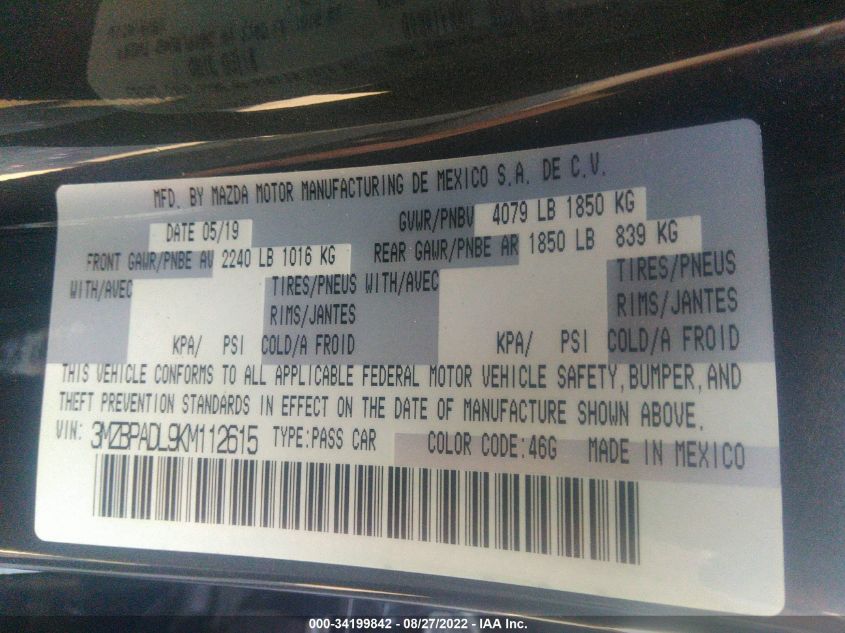 MFD. BY MAZDA MOTOR MANUFACTURING DE MEXICO S.A. DE C.V.
DATE 05/19 GVWR/PNBV 4079 LB 1850 KG
FRONT GAWR/PNBE AV 2240 LB 1016 KG REAR GAWR/PNBE AR 1850 LB 839 KG
WITH/AVEC TIRES/PNEUS WITH/AVEC TIRES/PNEUS
RIMS/JANTES RIMS/JANTES
KPA/ PSI COLD/A FROID KPA/ PSI COLD/A FROID
THIS VEHICLE CONFORMS TO ALL APPLICABLE FEDERAL MOTOR VEHICLE SAFETY, BUMPER, AND
THEFT PREVENTION STANDARDS IN EFFECT ON THE DATE OF MANUFACTURE SHOWN ABOVE.
VIN: 3MZBPADL9KM112615 TYPE:PASS CAR COLOR CODE:46G MADE IN MEXICO
000-34199842 - 08/27/2022 - IAA Inc.